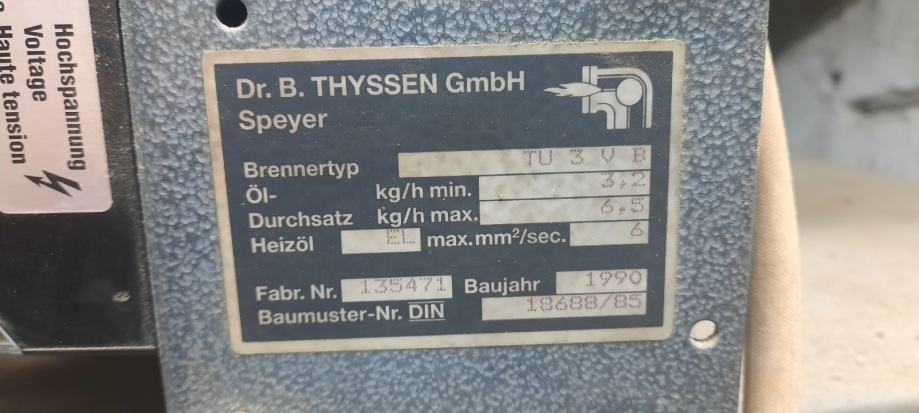 Hochspannung
Voltage
Haute tension
Dr. B. THYSSEN GmbH
Speyer
Brennertyp TU 3 V B
Öl- kg/h min. 3,2
Durchsatz kg/h max. 6,5
Heizöl EL max.mm²/sec. 6
Fabr. Nr. 135471 Baujahr 1990
Baumuster-Nr. DIN 18688/85